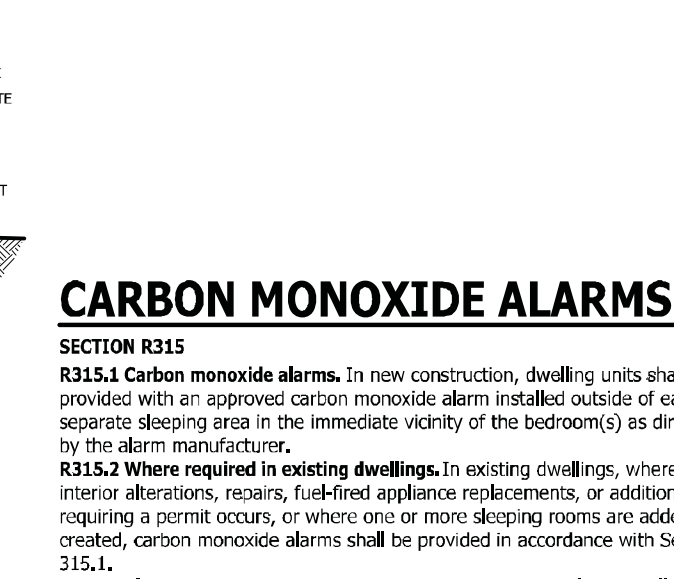 TE
T
CARBON MONOXIDE ALARMS
SECTION R315
R315.1 Carbon monoxide alarms. In new construction, dwelling units sha
provided with an approved carbon monoxide alarm installed outside of ea
separate sleeping area in the immediate vicinity of the bedroom(s) as dir
by the alarm manufacturer.
R315.2 Where required in existing dwellings. In existing dwellings, where
interior alterations, repairs, fuel-fired appliance replacements, or addition
requiring a permit occurs, or where one or more sleeping rooms are adde
created, carbon monoxide alarms shall be provided in accordance with Se
315.1.